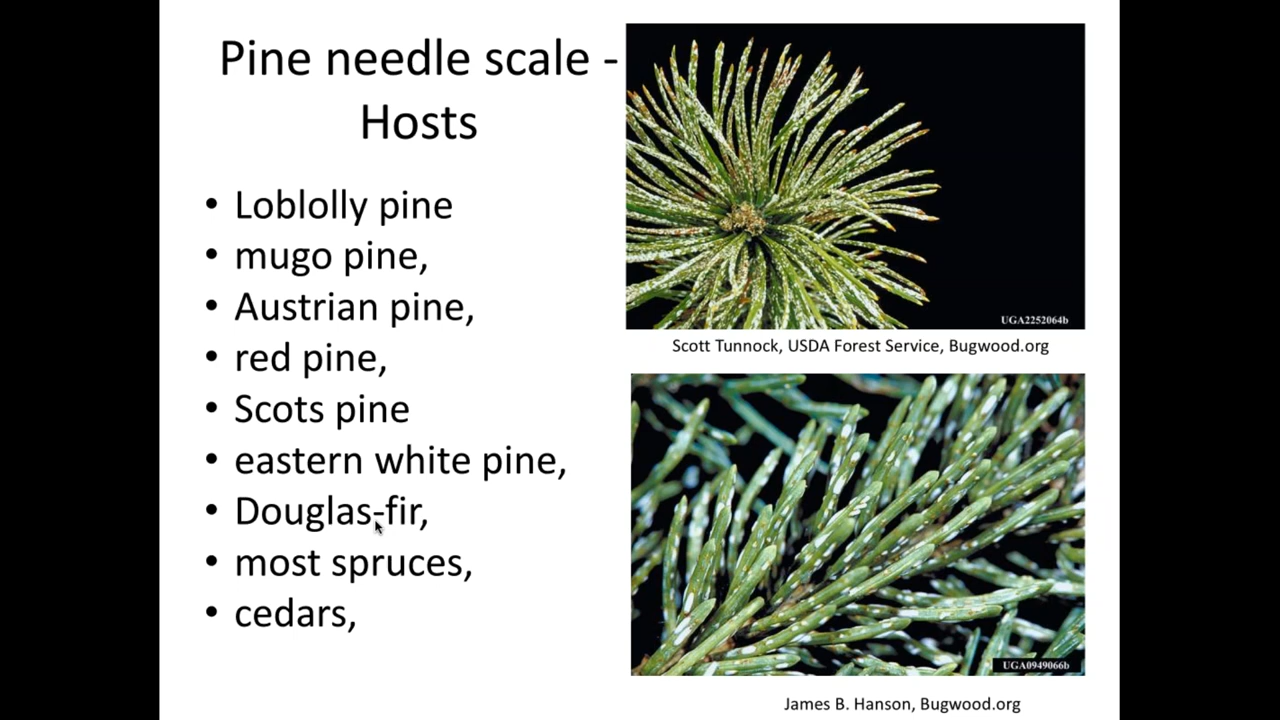 Pine needle scale -
Hosts
• Loblolly pine
• mugo pine,
• Austrian pine,
• red pine,
• Scots pine
• eastern white pine,
• Douglas-fir,
• most spruces,
• cedars,
UGA2252064b
Scott Tunnock, USDA Forest Service, Bugwood.org
UGA0949066b
James B. Hanson, Bugwood.org